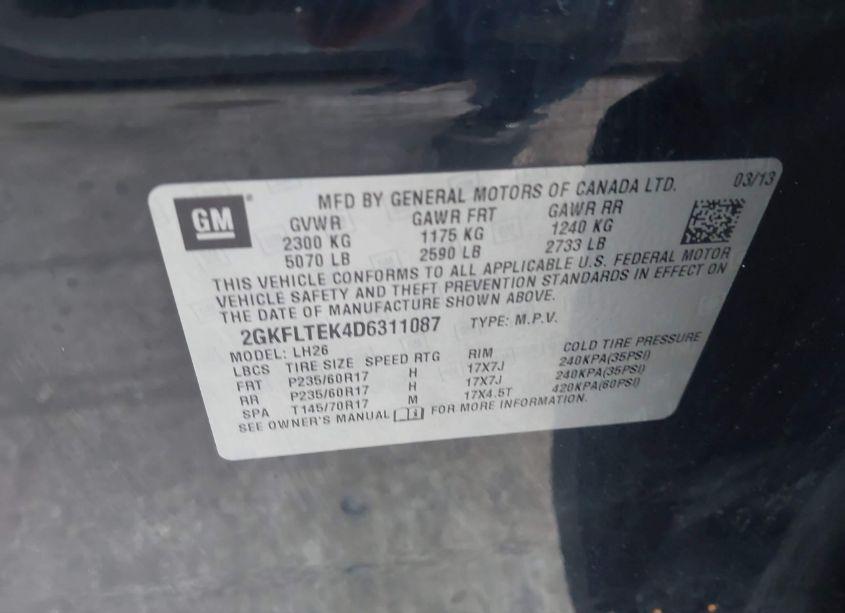 GM
MFD BY GENERAL MOTORS OF CANADA LTD. 03/13
GVWR GAWR FRT GAWR RR
2300 KG 1175 KG 1240 KG
5070 LB 2590 LB 2733 LB
THIS VEHICLE CONFORMS TO ALL APPLICABLE U.S. FEDERAL MOTOR
VEHICLE SAFETY AND THEFT PREVENTION STANDARDS IN EFFECT ON
THE DATE OF MANUFACTURE SHOWN ABOVE.
2GKFLTEK4D6311087 TYPE: M.P.V.
MODEL: LH26
LBCS TIRE SIZE SPEED RTG RIM COLD TIRE PRESSURE
FRT P235/60R17 H 17X7J 240KPA(35PSI)
RR P235/60R17 H 17X7J 240KPA(35PSI)
SPA T145/70R17 M 17X4.5T 420KPA(60PSI)
SEE OWNER'S MANUAL FOR MORE INFORMATION.